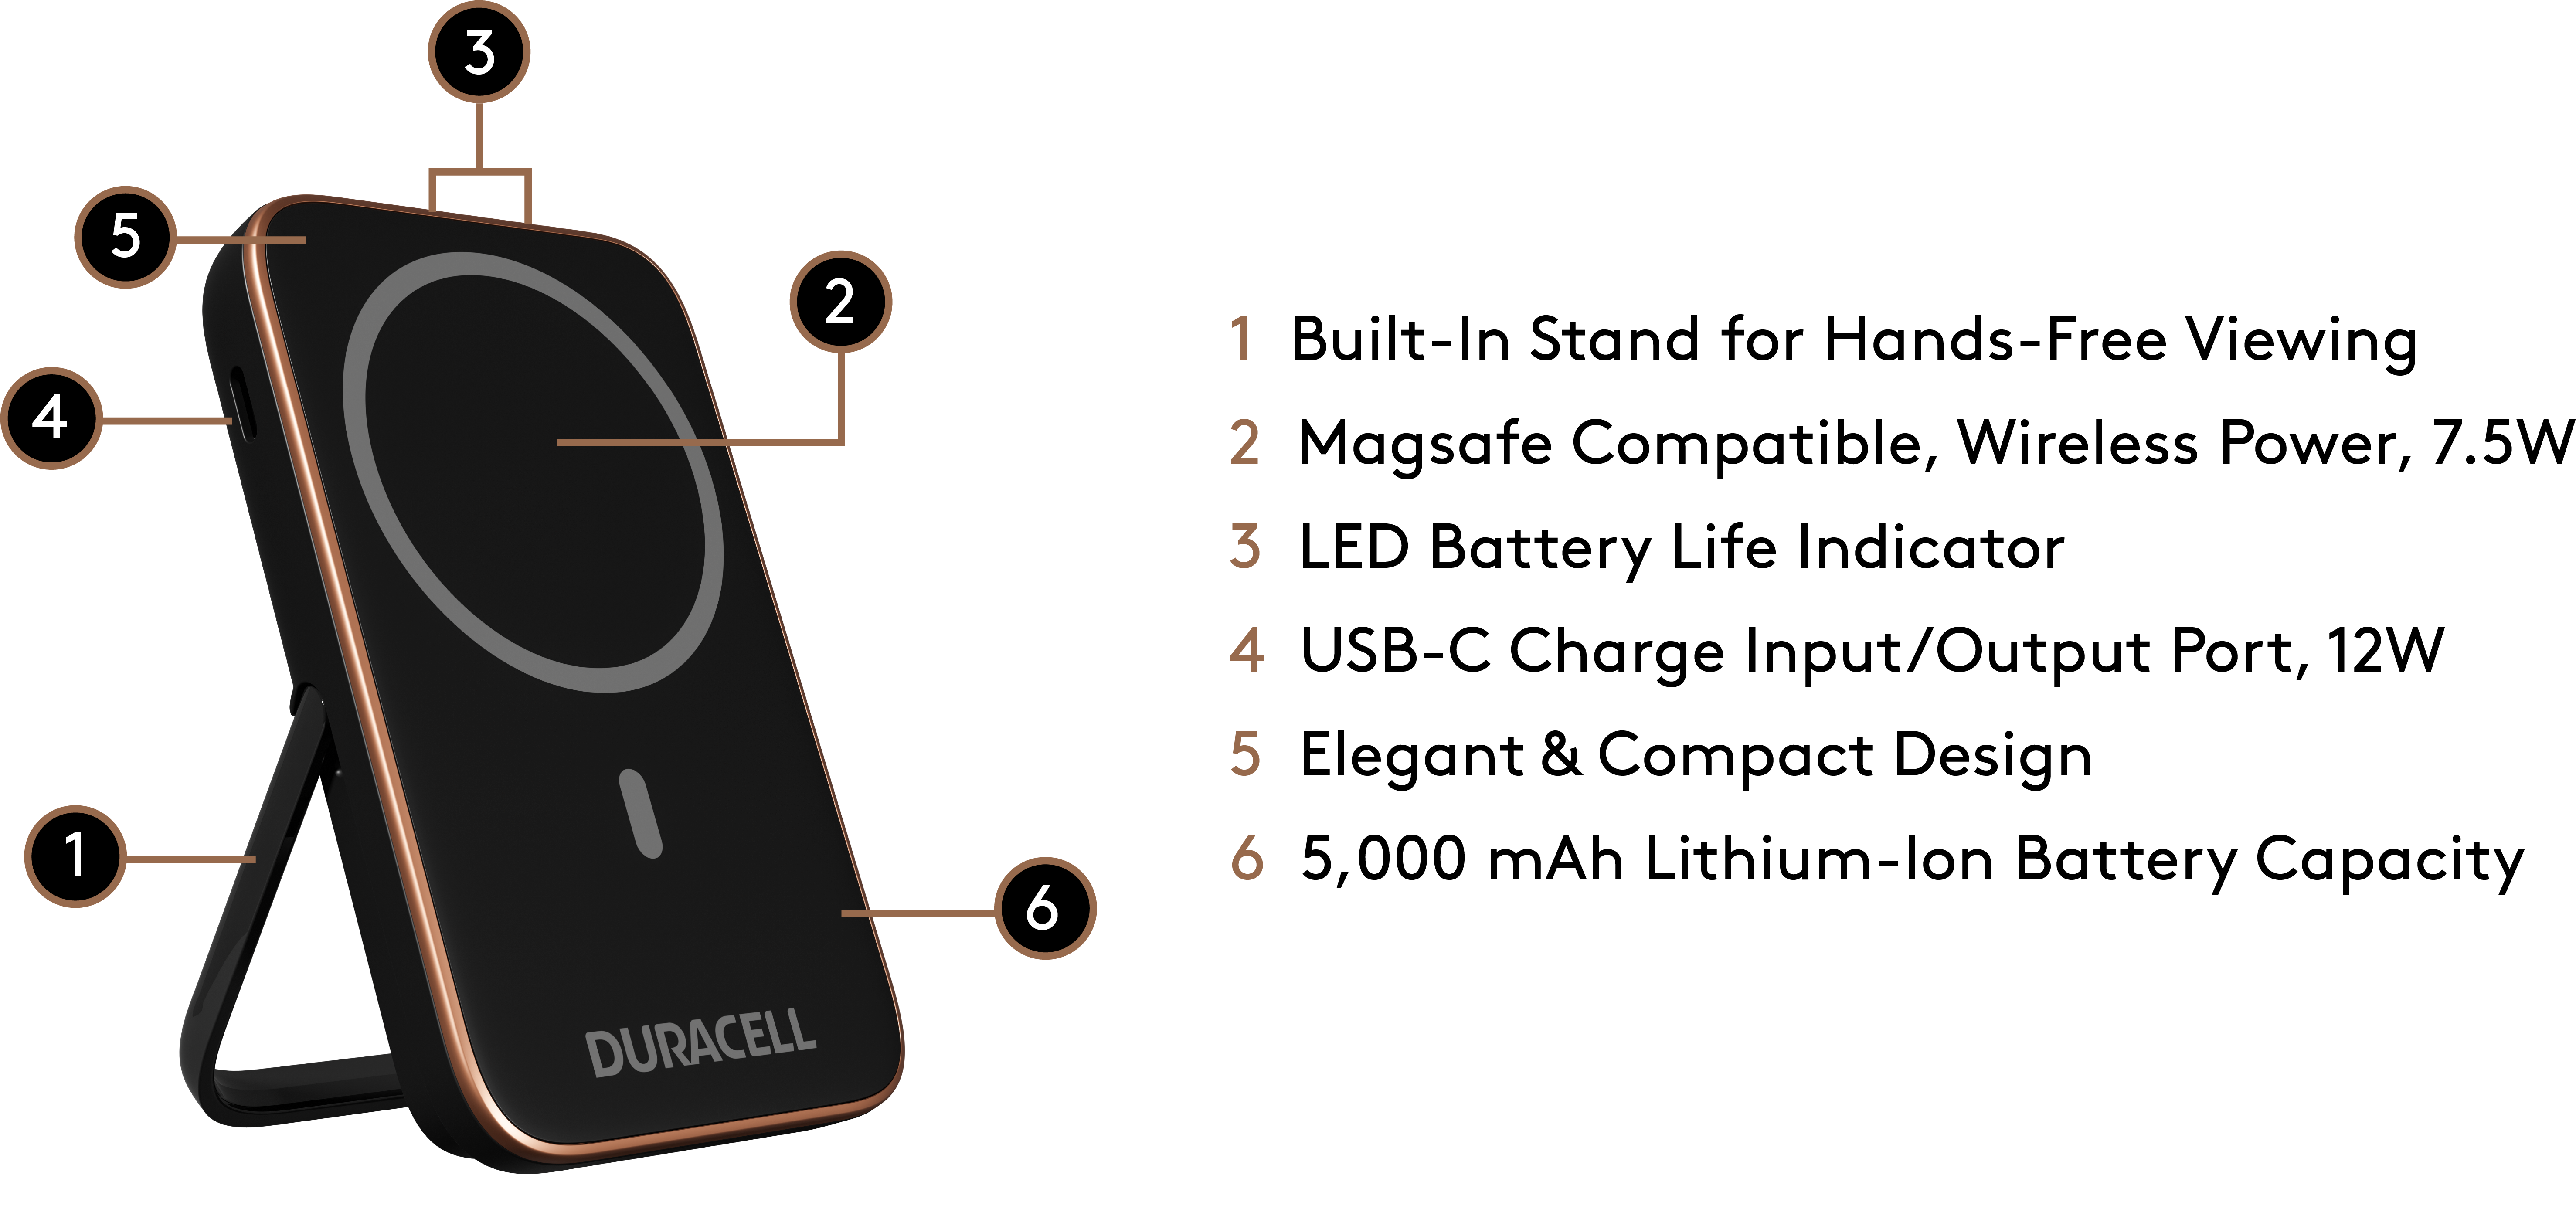 3
5
2
4
1
6
DURACELL
1 Built-In Stand for Hands-Free Viewing
2 Magsafe Compatible, Wireless Power, 7.5W
3 LED Battery Life Indicator
4 USB-C Charge Input/Output Port, 12W
5 Elegant & Compact Design
6 5,000 mAh Lithium-Ion Battery Capacity